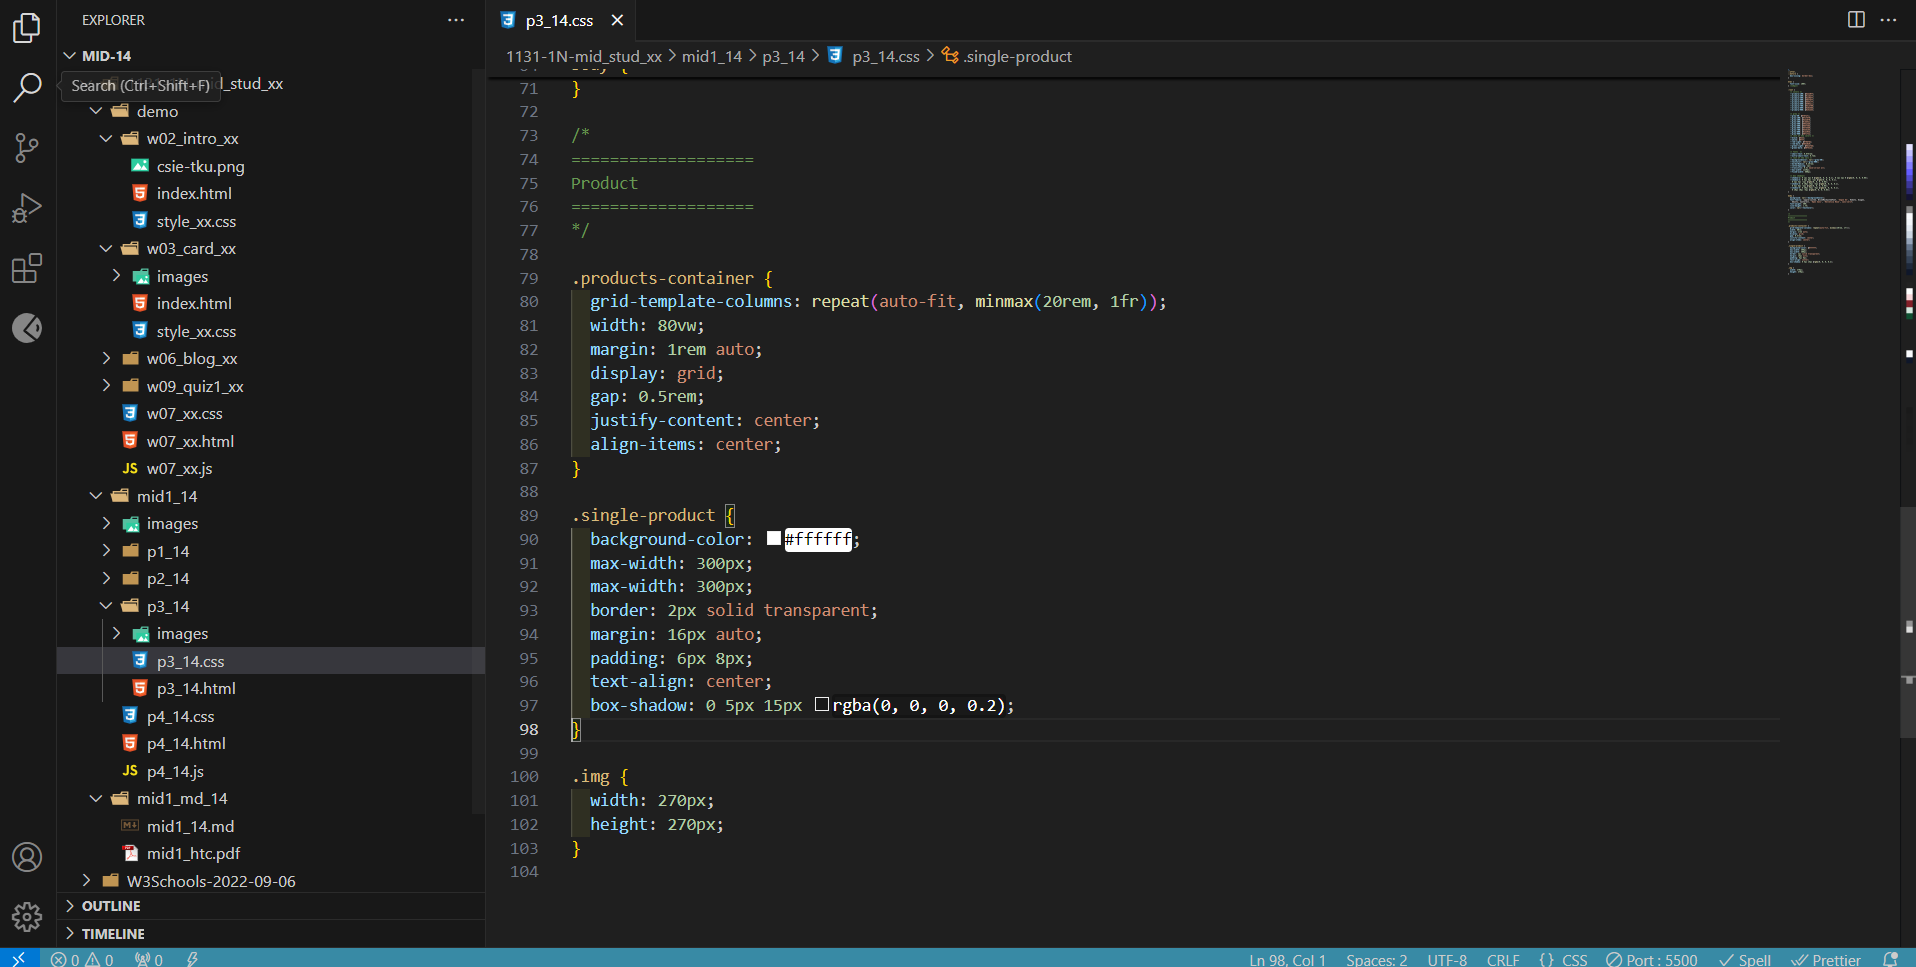 EXPLORER
MID-14
Search (Ctrl+Shift+F)
d_stud_xx
demo
w02_intro_xx
csie-tku.png
index.html
style_xx.css
w03_card_xx
images
index.html
style_xx.css
w06_blog_xx
w09_quiz1_xx
w07_xx.css
w07_xx.html
JS w07_xx.js
mid1_14
images
p1_14
p2_14
p3_14
images
p3_14.css
p3_14.html
p4_14.css
p4_14.html
JS p4_14.js
mid1_md_14
mid1_14.md
mid1_htc.pdf
W3Schools-2022-09-06
OUTLINE
TIMELINE
p3_14.css
1131-1N-mid_stud_xx > mid1_14 > p3_14 > p3_14.css > .single-product
71 }
72
73 /*
74 ===================
75 Product
76 ===================
77 */
78
79 .products-container {
80 grid-template-columns: repeat(auto-fit, minmax(20rem, 1fr));
81 width: 80vw;
82 margin: 1rem auto;
83 display: grid;
84 gap: 0.5rem;
85 justify-content: center;
86 align-items: center;
87 }
88
89 .single-product {
90 background-color: #ffffff;
91 max-width: 300px;
92 max-width: 300px;
93 border: 2px solid transparent;
94 margin: 16px auto;
95 padding: 6px 8px;
96 text-align: center;
97 box-shadow: 0 5px 15px rgba(0, 0, 0, 0.2);
98 }
99
100 .img {
101 width: 270px;
102 height: 270px;
103 }
104
0 0 0
Ln 98, Col 1 Spaces: 2 UTF-8 CRLF {} CSS Port : 5500 Spell Prettier